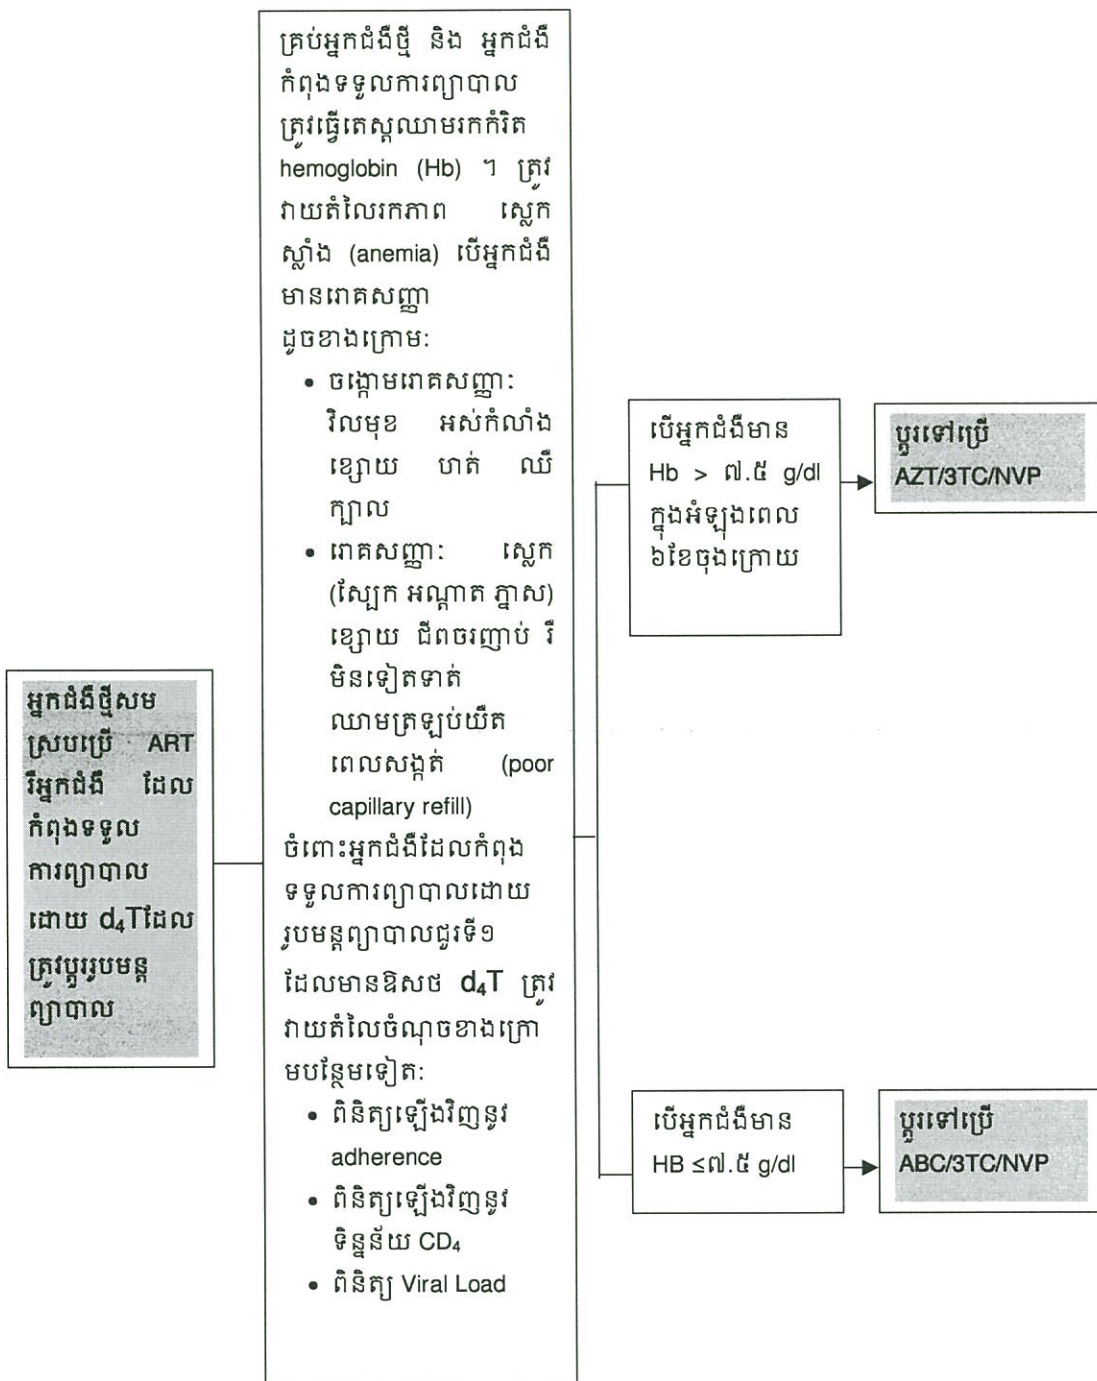 អ្នកជំងឺថ្មីសម
ស្របប្រើ ART
រឺអ្នកជំងឺ ដែល
កំពុងទទួល
ការព្យាបាល
ដោយ d₄Tដែល
ត្រូវប្តូររូបមន្ត
ព្យាបាល
គ្រប់អ្នកជំងឺថ្មី និង អ្នកជំងឺ
កំពុងទទួលការព្យាបាល
ត្រូវធ្វើតេស្តឈាមរកកំរិត
hemoglobin (Hb) ។ ត្រូវ
វាយតំលៃរកភាព ស្លេក
ស្លាំង (anemia) បើអ្នកជំងឺ
មានរោគសញ្ញា
ដូចខាងក្រោម:
• ចង្កោមរោគសញ្ញា:
វិលមុខ អស់កំលាំង
ខ្សោយ ហត់ ឈឺ
ក្បាល
• រោគសញ្ញា: ស្លេក
(ស្បែក អណ្តាត ភ្នាស)
ខ្សោយ ជីពចរញាប់ រឺ
មិនទៀតទាត់
ឈាមត្រឡប់យឺត
ពេលសង្កត់ (poor
capillary refill)
ចំពោះអ្នកជំងឺដែលកំពុង
ទទួលការព្យាបាលដោយ
រូបមន្តព្យាបាលជួរទី១
ដែលមានឱសថ d₄T ត្រូវ
វាយតំលៃចំណុចខាងក្រោ
មបន្ថែមទៀត:
• ពិនិត្យឡើងវិញនូវ
adherence
• ពិនិត្យឡើងវិញនូវ
ទិន្នន័យ CD₄
• ពិនិត្យ Viral Load
បើអ្នកជំងឺមាន
Hb > ៧.៥ g/dl
ក្នុងអំឡុងពេល
៦ខែចុងក្រោយ
ប្តូរទៅប្រើ
AZT/3TC/NVP
បើអ្នកជំងឺមាន
HB ≤៧.៥ g/dl
ប្តូរទៅប្រើ
ABC/3TC/NVP